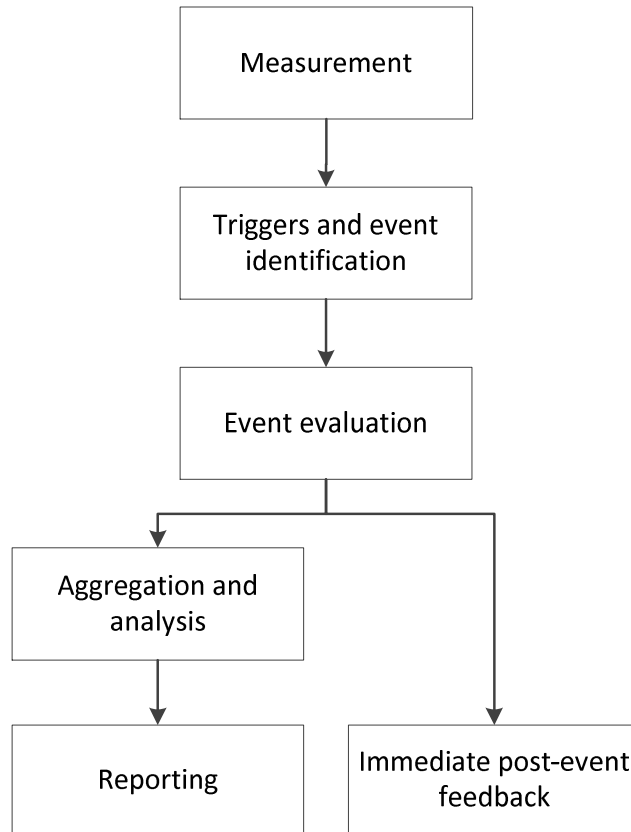 Measurement
Triggers and event
identification
Event evaluation
Aggregation and
analysis
Reporting
Immediate post-event
feedback